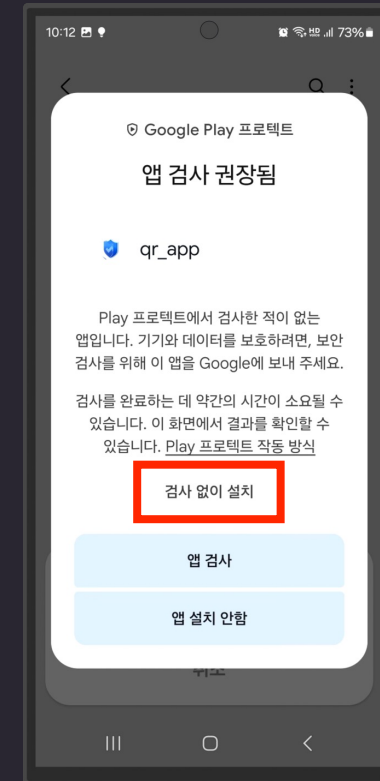 10:12
HD
73%
Google Play 프로텍트
앱 검사 권장됨
qr_app
Play 프로텍트에서 검사한 적이 없는
앱입니다. 기기와 데이터를 보호하려면, 보안
검사를 위해 이 앱을 Google에 보내 주세요.
검사를 완료하는 데 약간의 시간이 소요될 수
있습니다. 이 화면에서 결과를 확인할 수
있습니다. Play 프로텍트 작동 방식
검사 없이 설치
앱 검사
앱 설치 안함
취소